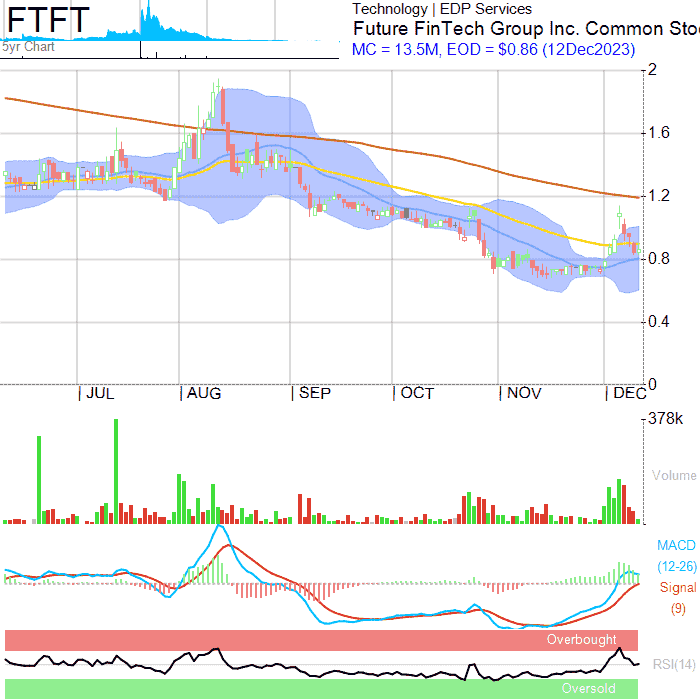 FTFT
5yr Chart
Technology | EDP Services
Future FinTech Group Inc. Common Sto
MC = 13.5M, EOD = $0.86 (12Dec2023)
2
1.6
1.2
0.8
0.4
0
| JUL | AUG | SEP | OCT | NOV | DEC
378k
Volume
MACD
(12-26)
Signal
(9)
Overbought
RSI(14)
Oversold